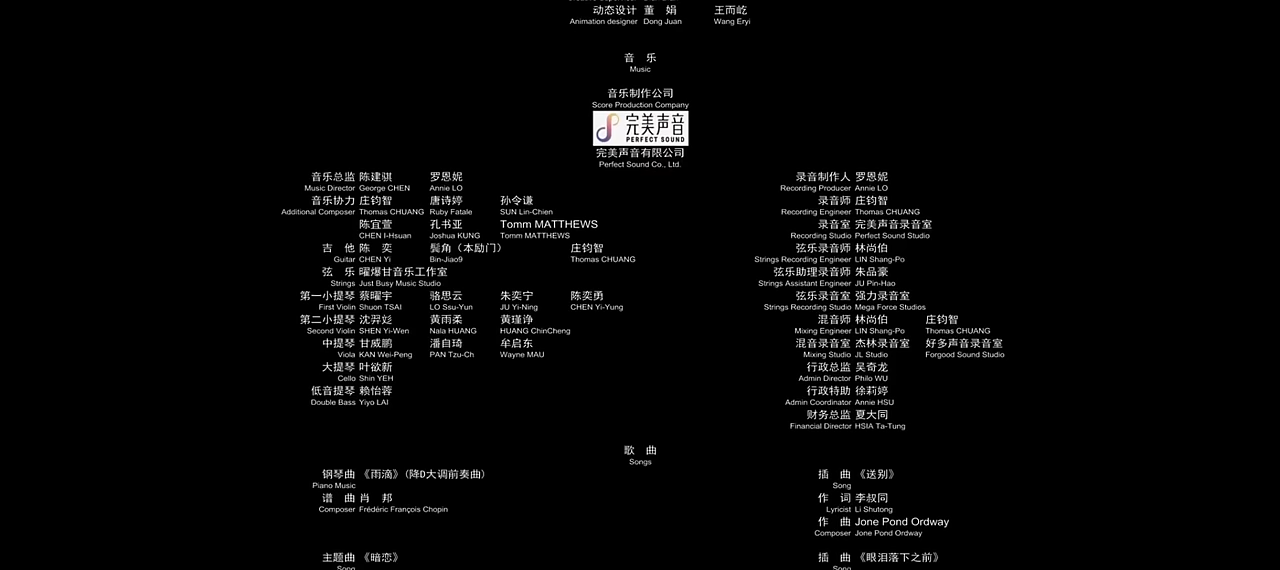 动态设计 董 娟 王而屹
Animation designer Dong Juan Wang Eryi
音 乐
Music
音乐制作公司
Score Production Company
完美声音
PERFECT SOUND
完美声音有限公司
Perfect Sound Co., Ltd.
音乐总监 陈建骐 罗恩妮
Music Director George CHEN Annie LO
音乐协力 庄钧智 唐诗婷 孙令谦
Additional Composer Thomas CHUANG Ruby Fatale SUN Lin-Chien
陈宜萱 孔书亚 Tomm MATTHEWS
CHEN I-Hsuan Joshua KUNG Tomm MATTHEWS
吉 他 陈 奕 鬓角（本励门） 庄钧智
Guitar CHEN Yi Bin-Jiao9 Thomas CHUANG
弦 乐 曜爆甘音乐工作室
Strings Just Busy Music Studio
第一小提琴 蔡曜宇 骆思云 朱奕宁 陈奕勇
First Violin Shuon TSAI LO Ssu-Yun JU Yi-Ning CHEN Yi-Yung
第二小提琴 沈羿彣 黄雨柔 黄瑾诤
Second Violin SHEN Yi-Wen Nala HUANG HUANG ChinCheng
中提琴 甘威鹏 潘自琦 牟启东
Viola KAN Wei-Peng PAN Tzu-Ch Wayne MAU
大提琴 叶欲新
Cello Shin YEH
低音提琴 赖怡蓉
Double Bass Yiyo LAI
录音制作人 罗恩妮
Recording Producer Annie LO
录音师 庄钧智
Recording Engineer Thomas CHUANG
录音室 完美声音录音室
Recording Studio Perfect Sound Studio
弦乐录音师 林尚伯
Strings Recording Engineer LIN Shang-Po
弦乐助理录音师 朱品豪
Strings Assistant Engineer JU Pin-Hao
弦乐录音室 强力录音室
Strings Recording Studio Mega Force Studios
混音师 林尚伯 庄钧智
Mixing Engineer LIN Shang-Po Thomas CHUANG
混音录音室 杰林录音室 好多声音录音室
Mixing Studio JL Studio Forgood Sound Studio
行政总监 吴奇龙
Admin Director Philo WU
行政特助 徐莉婷
Admin Coordinator Annie HSU
财务总监 夏大同
Financial Director HSIA Ta-Tung
歌 曲
Songs
钢琴曲 《雨滴》(降D大调前奏曲)
Piano Music
谱 曲 肖 邦
Composer Frédéric François Chopin
主题曲 《暗恋》
Song
插 曲 《送别》
Song
作 词 李叔同
Lyricist Li Shutong
作 曲 Jone Pond Ordway
Composer Jone Pond Ordway
插 曲 《眼泪落下之前》
Song